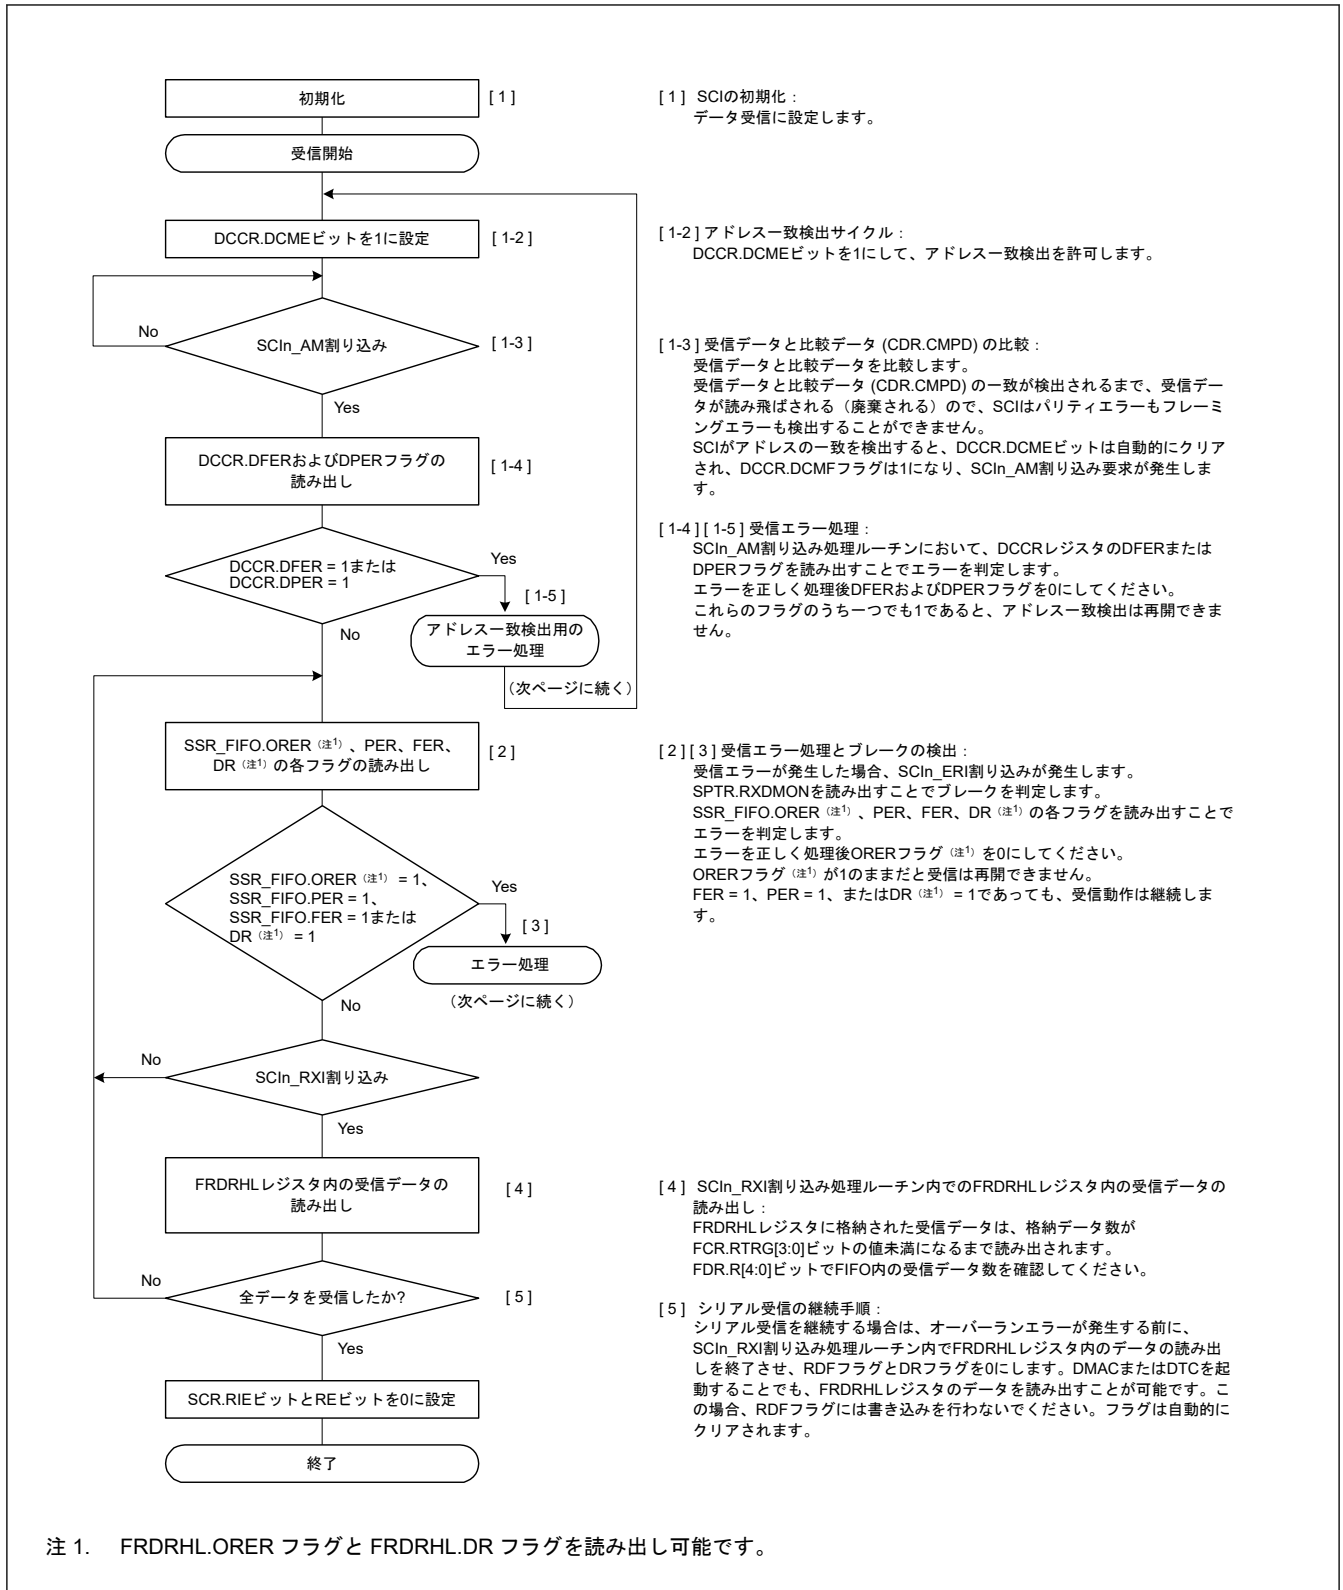 初期化
[ 1 ]
受信開始
DCCR.DCMEビットを1に設定
[ 1-2 ]
No
SCIn_AM割り込み
[ 1-3 ]
Yes
DCCR.DFERおよびDPERフラグの
読み出し
[ 1-4 ]
DCCR.DFER = 1または
DCCR.DPER = 1
Yes
[ 1-5 ]
No
アドレス一致検出用の
エラー処理
（次ページに続く）
SSR_FIFO.ORER（注1）、PER、FER、
DR（注1）の各フラグの読み出し
[ 2 ]
SSR_FIFO.ORER（注1） = 1、
SSR_FIFO.PER = 1、
SSR_FIFO.FER = 1または
DR（注1） = 1
Yes
[ 3 ]
エラー処理
（次ページに続く）
No
No
SCIn_RXI割り込み
Yes
FRDRHLレジスタ内の受信データの
読み出し
[ 4 ]
No
全データを受信したか?
[ 5 ]
Yes
SCR.RIEビットとREビットを0に設定
終了
[ 1 ] SCIの初期化：
データ受信に設定します。
[ 1-2 ] アドレス一致検出サイクル：
DCCR.DCMEビットを1にして、アドレス一致検出を許可します。
[ 1-3 ] 受信データと比較データ (CDR.CMPD) の比較：
受信データと比較データを比較します。
受信データと比較データ (CDR.CMPD) の一致が検出されるまで、受信デー
タが読み飛ばされる（廃棄される）ので、SCIはパリティエラーもフレーミ
ングエラーも検出することができません。
SCIがアドレスの一致を検出すると、DCCR.DCMEビットは自動的にクリア
され、DCCR.DCMFフラグは1になり、SCIn_AM割り込み要求が発生しま
す。
[ 1-4 ] [ 1-5 ] 受信エラー処理：
SCIn_AM割り込み処理ルーチンにおいて、DCCRレジスタのDFERまたは
DPERフラグを読み出すことでエラーを判定します。
エラーを正しく処理後DFERおよびDPERフラグを0にしてください。
これらのフラグのうち一つでも1であると、アドレス一致検出は再開できま
せん。
[ 2 ] [ 3 ] 受信エラー処理とブレークの検出：
受信エラーが発生した場合、SCIn_ERI割り込みが発生します。
SPTR.RXDMONを読み出すことでブレークを判定します。
SSR_FIFO.ORER（注1）、PER、FER、DR（注1）の各フラグを読み出すことで
エラーを判定します。
エラーを正しく処理後ORERフラグ（注1）を0にしてください。
ORERフラグ（注1）が1のままだと受信は再開できません。
FER = 1、PER = 1、またはDR（注1） = 1であっても、受信動作は継続しま
す。
[ 4 ] SCIn_RXI割り込み処理ルーチン内でのFRDRHLレジスタ内の受信データの
読み出し：
FRDRHLレジスタに格納された受信データは、格納データ数が
FCR.RTRG[3:0]ビットの値未満になるまで読み出されます。
FDR.R[4:0]ビットでFIFO内の受信データ数を確認してください。
[ 5 ] シリアル受信の継続手順：
シリアル受信を継続する場合は、オーバーランエラーが発生する前に、
SCIn_RXI割り込み処理ルーチン内でFRDRHLレジスタ内のデータの読み出
しを終了させ、RDFフラグとDRフラグを0にします。DMACまたはDTCを起
動することでも、FRDRHLレジスタのデータを読み出すことが可能です。こ
の場合、RDFフラグには書き込みを行わないでください。フラグは自動的に
クリアされます。
注 1. FRDRHL.ORER フラグと FRDRHL.DR フラグを読み出し可能です。